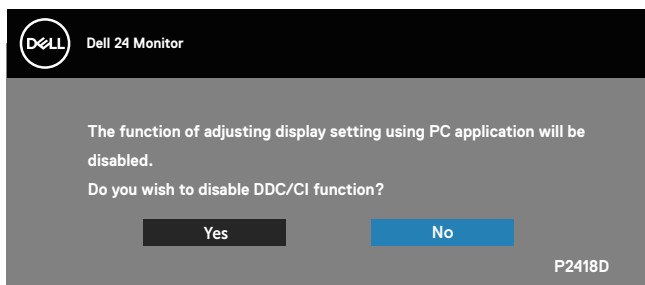 DELL
Dell 24 Monitor
The function of adjusting display setting using PC application will be
disabled.
Do you wish to disable DDC/CI function?
Yes
No
P2418D